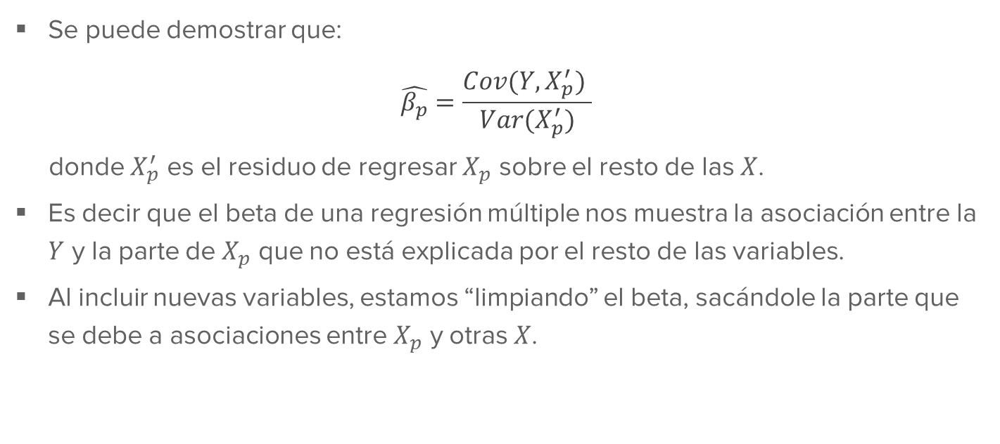 ▪ Se puede demostrar que:
$\widehat{\beta_p} = \frac{Cov(Y, X'_p)}{Var(X'_p)}$
donde $X'_p$ es el residuo de regresar $X_p$ sobre el resto de las $X$.
▪ Es decir que el beta de una regresión múltiple nos muestra la asociación entre la
$Y$ y la parte de $X_p$ que no está explicada por el resto de las variables.
▪ Al incluir nuevas variables, estamos “limpiando” el beta, sacándole la parte que
se debe a asociaciones entre $X_p$ y otras $X$.